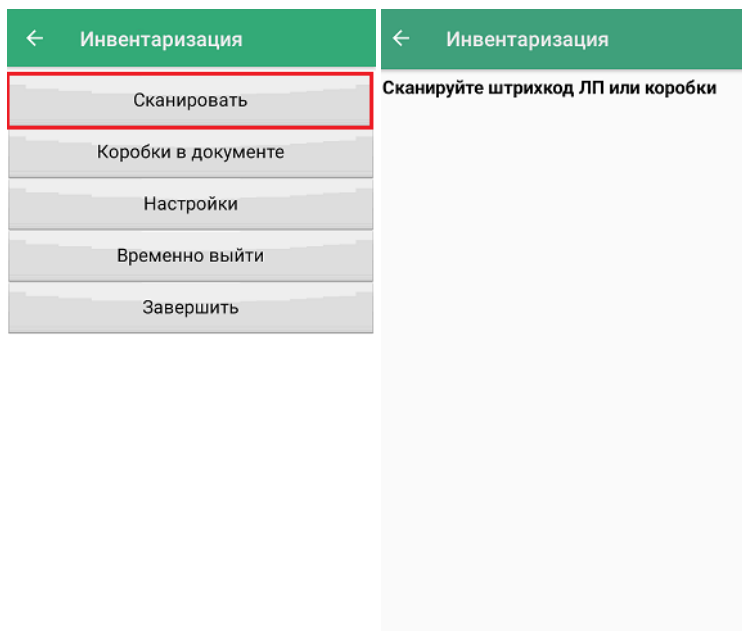 Инвентаризация
Сканировать
Коробки в документе
Настройки
Временно выйти
Завершить
Инвентаризация
Сканируйте штрихкод ЛП или коробки